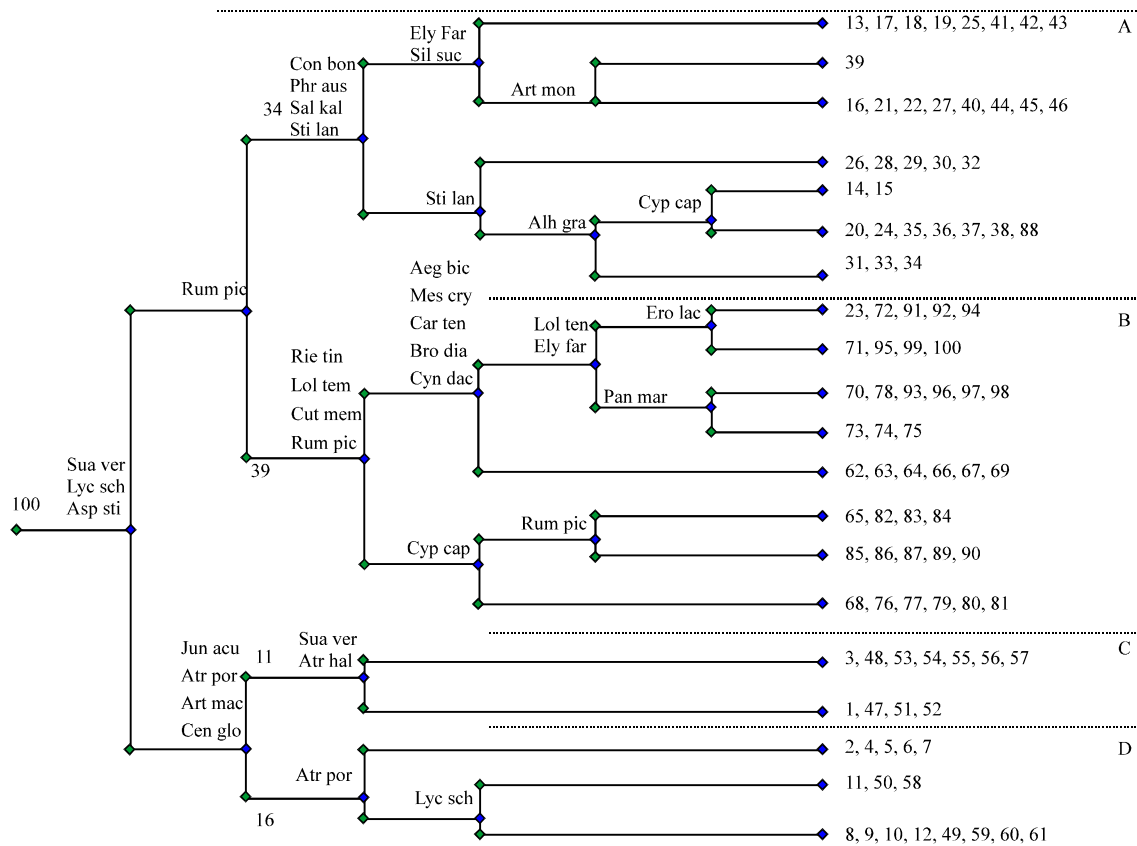 13, 17, 18, 19, 25, 41, 42, 43
A
Ely Far
Sil suc
39
Con bon
Phr aus
34
Sal kal
Sti lan
Art mon
16, 21, 22, 27, 40, 44, 45, 46
26, 28, 29, 30, 32
14, 15
Sti lan
Cyp cap
Alh gra
20, 24, 35, 36, 37, 38, 88
31, 33, 34
Rum pic
Aeg bic
Mes cry
Car ten
Bro dia
Cyn dac
Ero lac
23, 72, 91, 92, 94
B
Lol ten
Ely far
71, 95, 99, 100
Rie tin
Lol tem
Cut mem
Rum pic
Pan mar
70, 78, 93, 96, 97, 98
73, 74, 75
39
62, 63, 64, 66, 67, 69
Sua ver
Lyc sch
Asp sti
100
Rum pic
65, 82, 83, 84
Cyp cap
85, 86, 87, 89, 90
68, 76, 77, 79, 80, 81
Jun acu
Atr por
Art mac
Cen glo
11
Sua ver
Atr hal
3, 48, 53, 54, 55, 56, 57
C
1, 47, 51, 52
2, 4, 5, 6, 7
D
Atr por
Lyc sch
11, 50, 58
16
8, 9, 10, 12, 49, 59, 60, 61